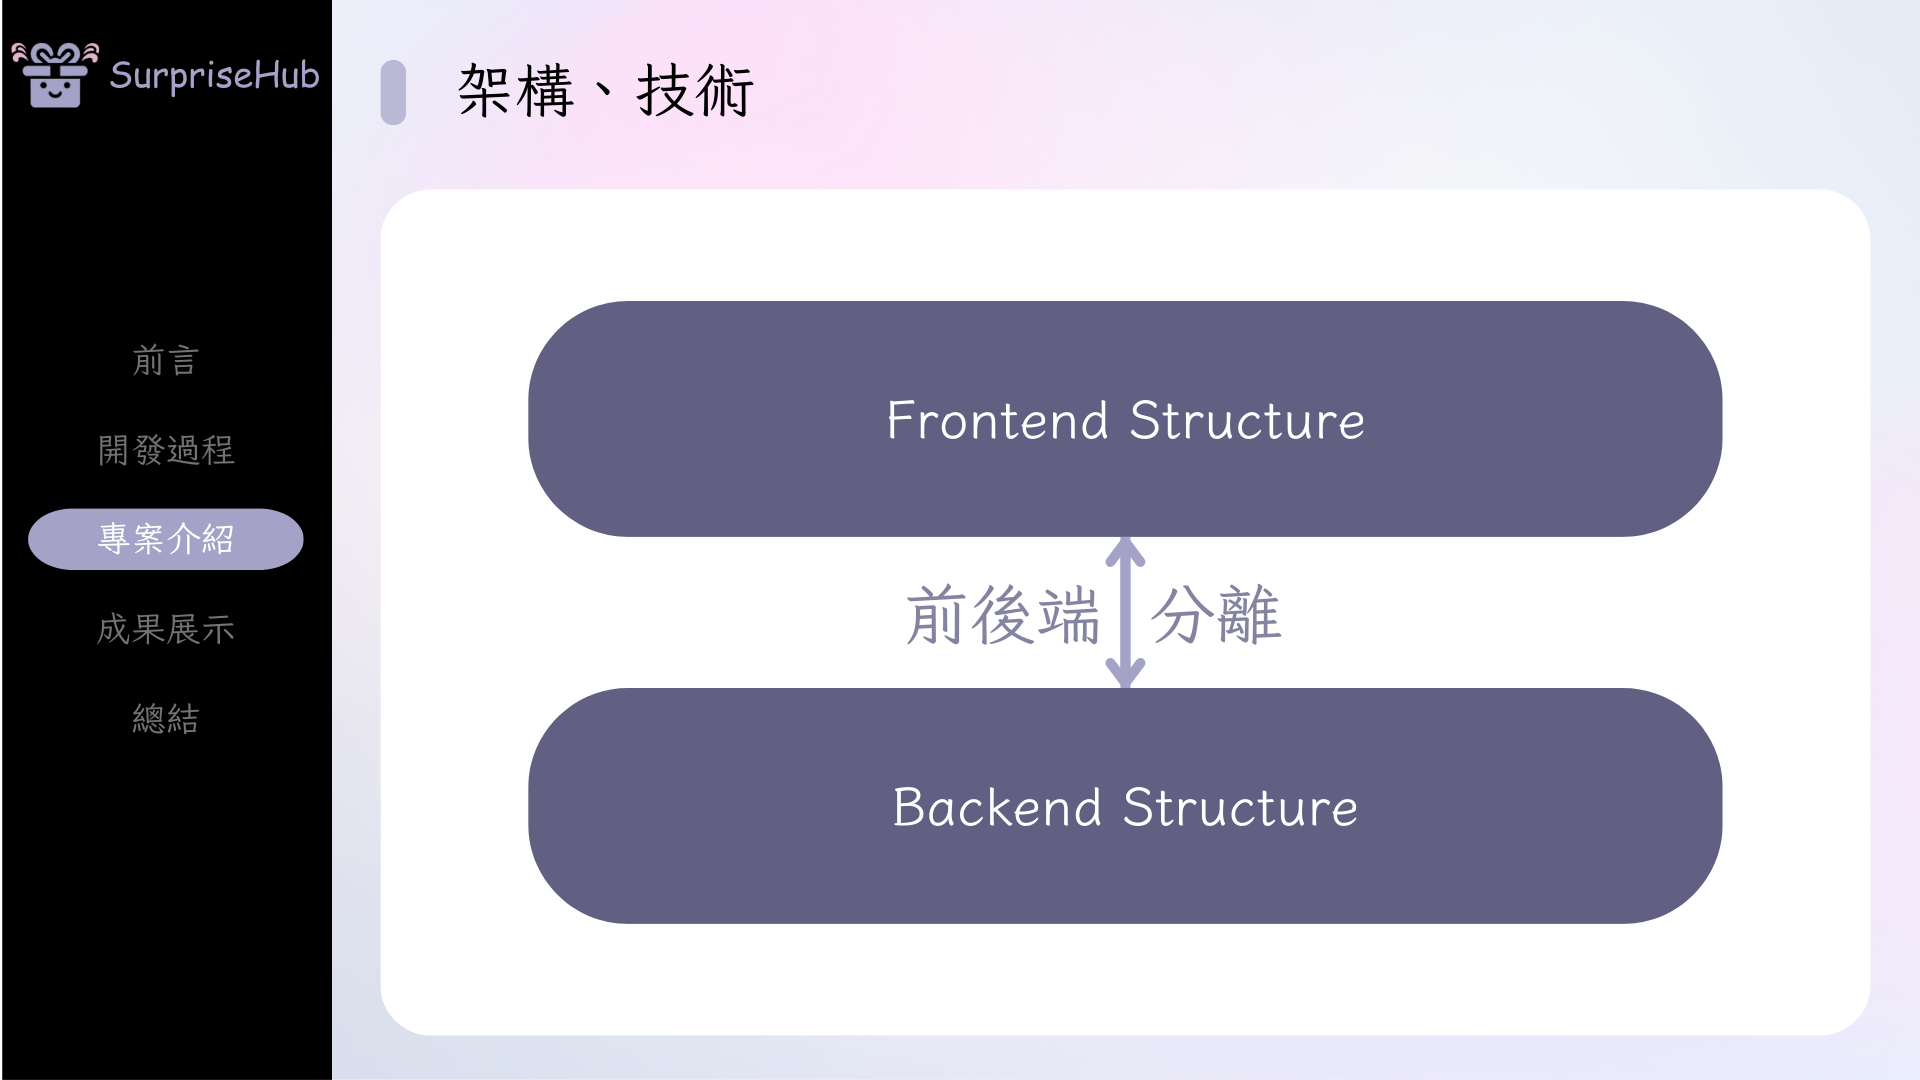 SurpriseHub
前言
開發過程
專案介紹
成果展示
總結
架構、技術
Frontend Structure
前後端 分離
Backend Structure